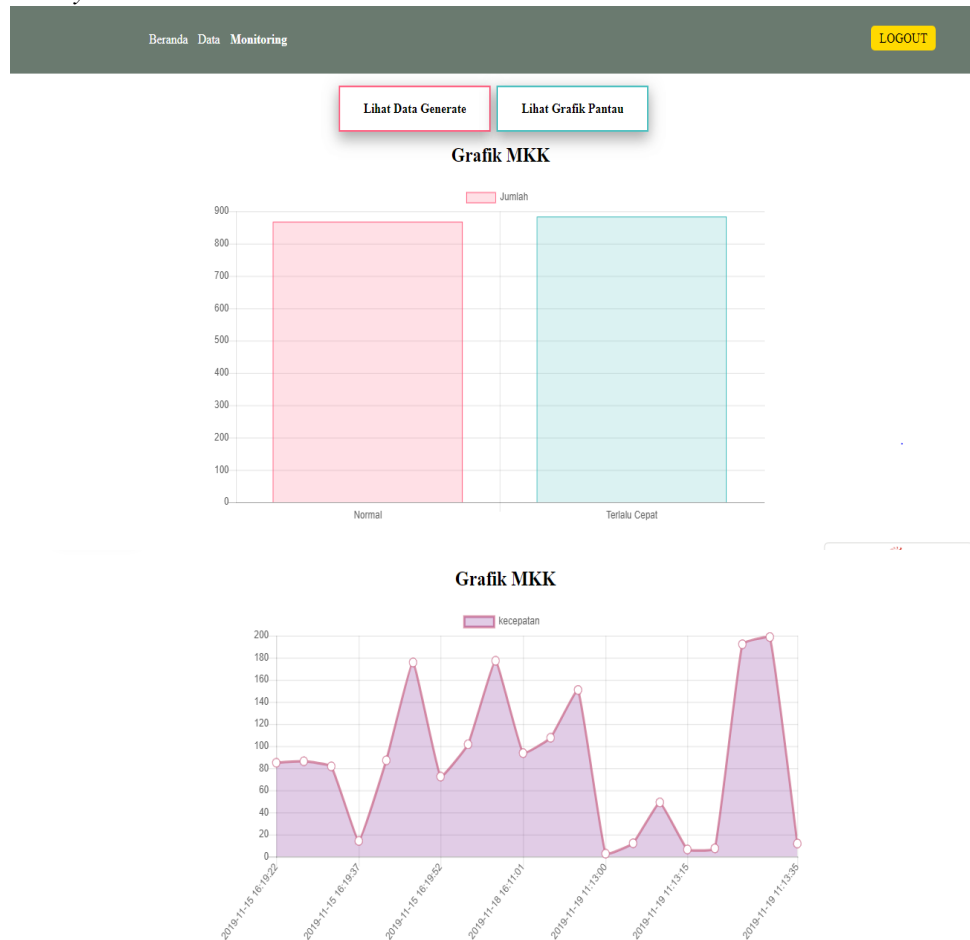 Beranda Data Monitoring LOGOUT
Lihat Data Generate Lihat Grafik Pantau
Grafik MKK
Jumlah
900
800
700
600
500
400
300
200
100
0
Normal Terlalu Cepat
Grafik MKK
kecepatan
200
180
160
140
120
100
80
60
40
20
0
2019-11-15 16:19:22 2019-11-15 16:19:37 2019-11-15 16:19:52 2019-11-18 16:11:01 2019-11-19 11:13:00 2019-11-19 11:13:15 2019-11-19 11:13:35